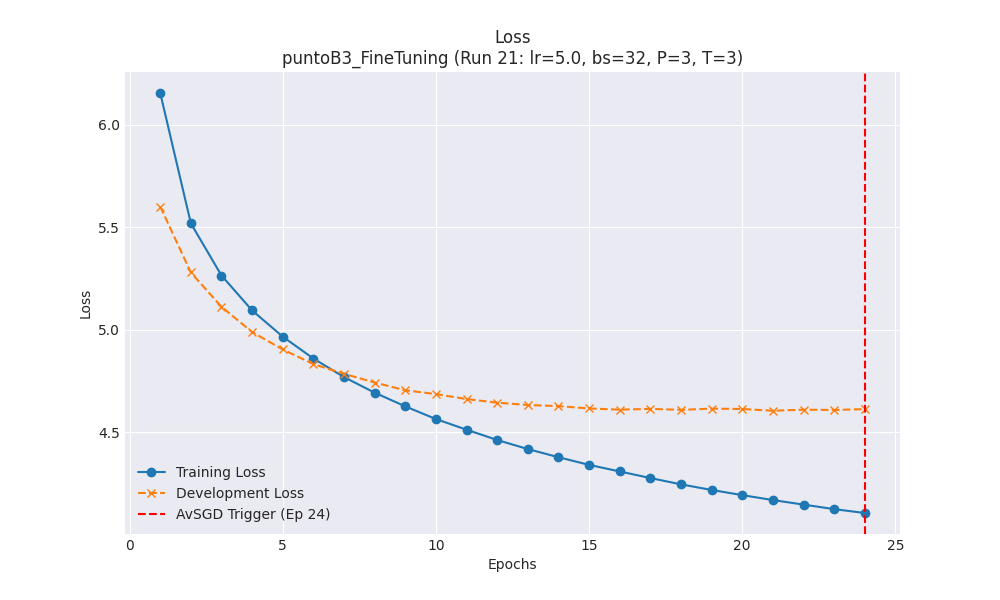 Loss
puntoB3_FineTuning (Run 21: lr=5.0, bs=32, P=3, T=3)
Loss
6.0
5.5
5.0
4.5
Training Loss
Development Loss
AvSGD Trigger (Ep 24)
0 5 10 15 20 25
Epochs